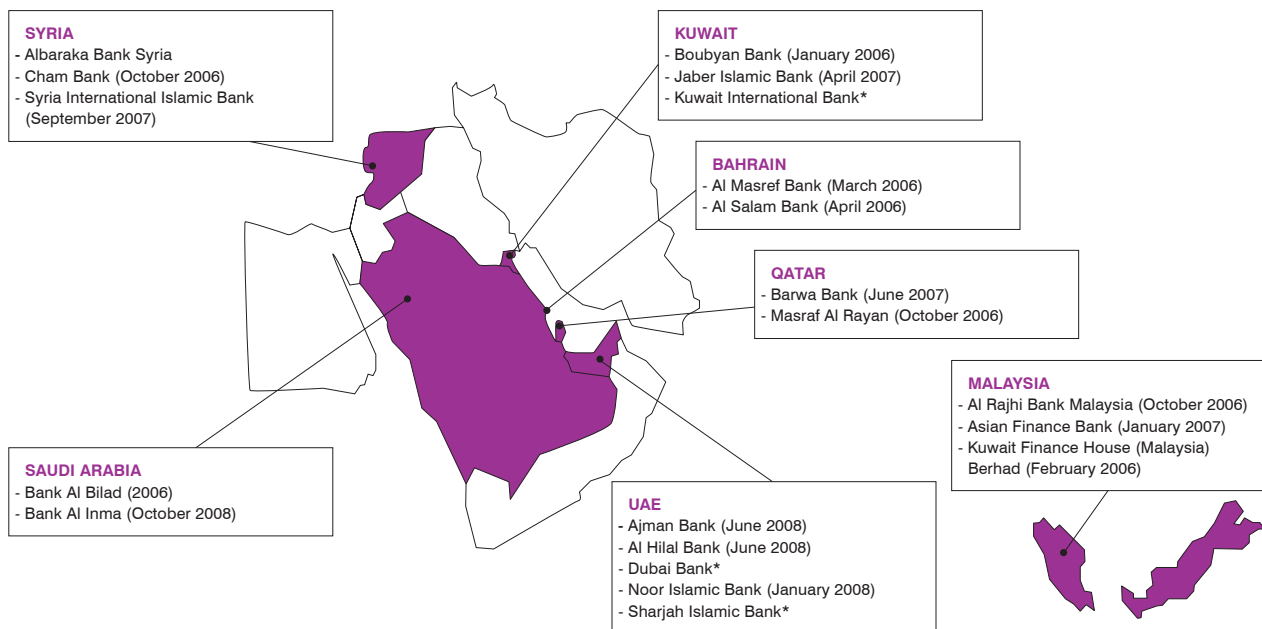 SYRIA
- Albaraka Bank Syria
- Cham Bank (October 2006)
- Syria International Islamic Bank
(September 2007)
KUWAIT
- Boubyan Bank (January 2006)
- Jaber Islamic Bank (April 2007)
- Kuwait International Bank*
BAHRAIN
- Al Masref Bank (March 2006)
- Al Salam Bank (April 2006)
QATAR
- Barwa Bank (June 2007)
- Masraf Al Rayan (October 2006)
MALAYSIA
- Al Rajhi Bank Malaysia (October 2006)
- Asian Finance Bank (January 2007)
- Kuwait Finance House (Malaysia)
Berhad (February 2006)
SAUDI ARABIA
- Bank Al Bilad (2006)
- Bank Al Inma (October 2008)
UAE
- Ajman Bank (June 2008)
- Al Hilal Bank (June 2008)
- Dubai Bank*
- Noor Islamic Bank (January 2008)
- Sharjah Islamic Bank*